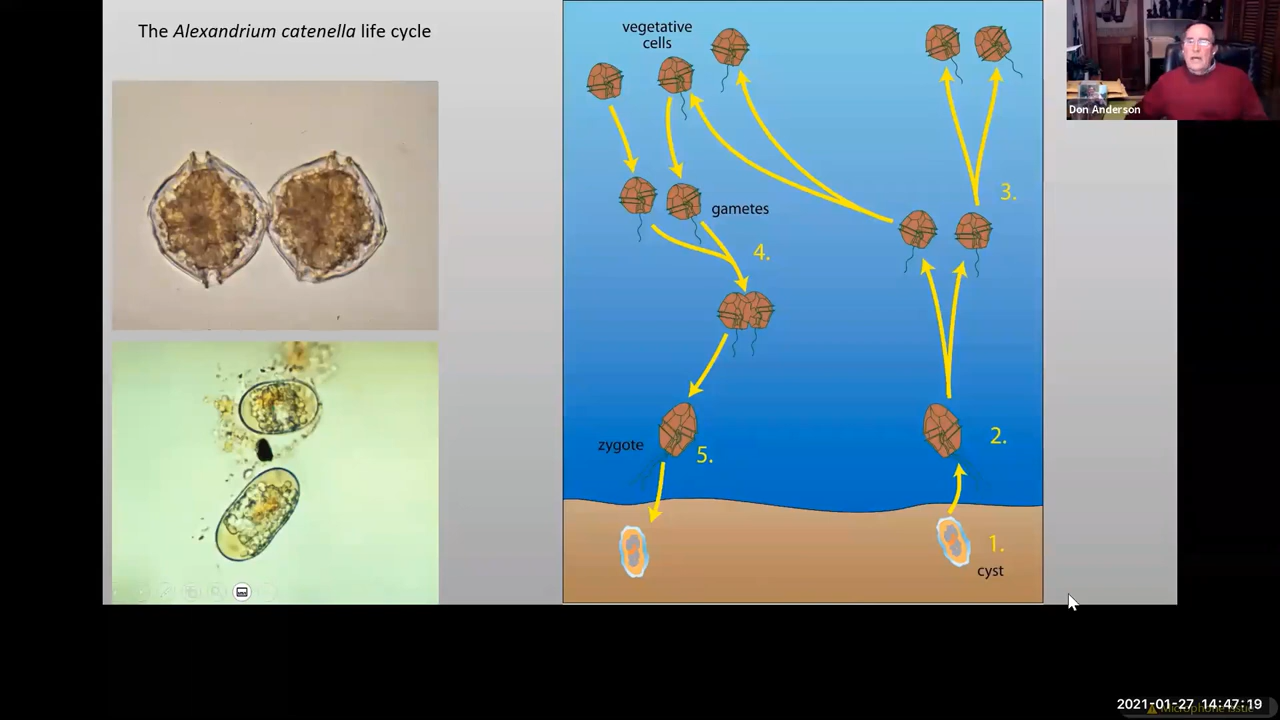 The Alexandrium catenella life cycle
vegetative
cells
gametes
3.
4.
zygote
5.
2.
1.
cyst
Don Anderson
2021-01-27 14:47:19